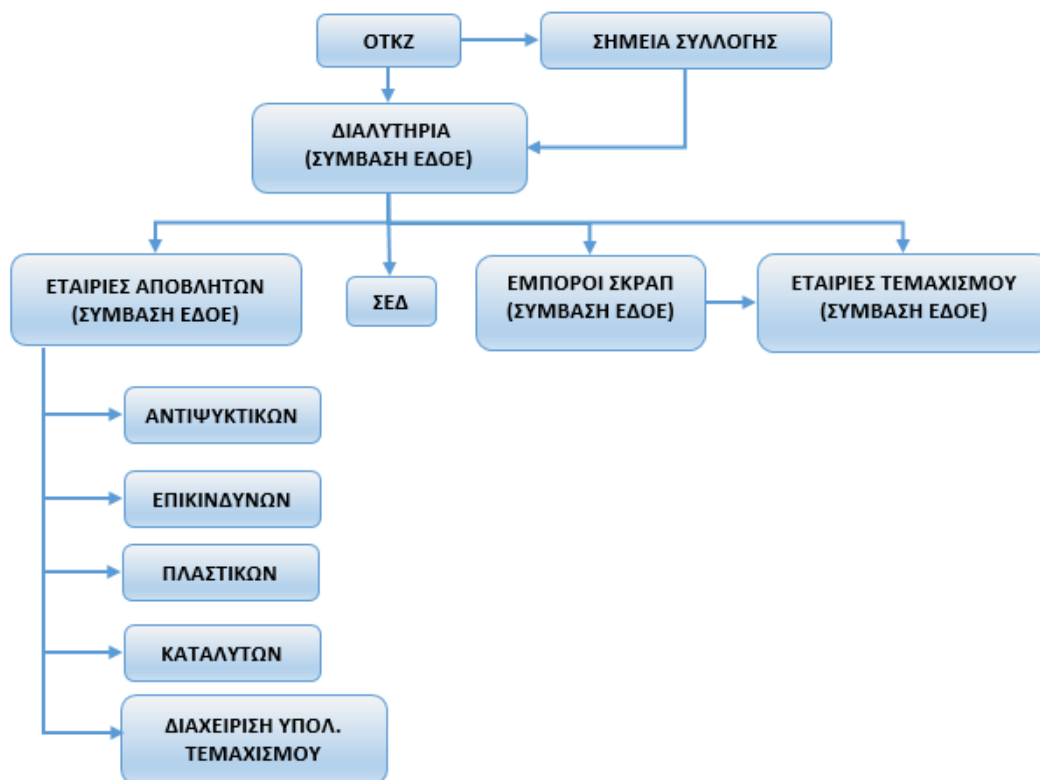 ΟΤΚΖ
ΣΗΜΕΙΑ ΣΥΛΛΟΓΗΣ
ΔΙΑΛΥΤΗΡΙΑ
(ΣΥΜΒΑΣΗ ΕΔΟΕ)
ΕΤΑΙΡΙΕΣ ΑΠΟΒΛΗΤΩΝ
(ΣΥΜΒΑΣΗ ΕΔΟΕ)
ΣΕΔ
ΕΜΠΟΡΟΙ ΣΚΡΑΠ
(ΣΥΜΒΑΣΗ ΕΔΟΕ)
ΕΤΑΙΡΙΕΣ ΤΕΜΑΧΙΣΜΟΥ
(ΣΥΜΒΑΣΗ ΕΔΟΕ)
ΑΝΤΙΨΥΚΤΙΚΩΝ
ΕΠΙΚΙΝΔΥΝΩΝ
ΠΛΑΣΤΙΚΩΝ
ΚΑΤΑΛΥΤΩΝ
ΔΙΑΧΕΙΡΙΣΗ ΥΠΟΛ.
ΤΕΜΑΧΙΣΜΟΥ